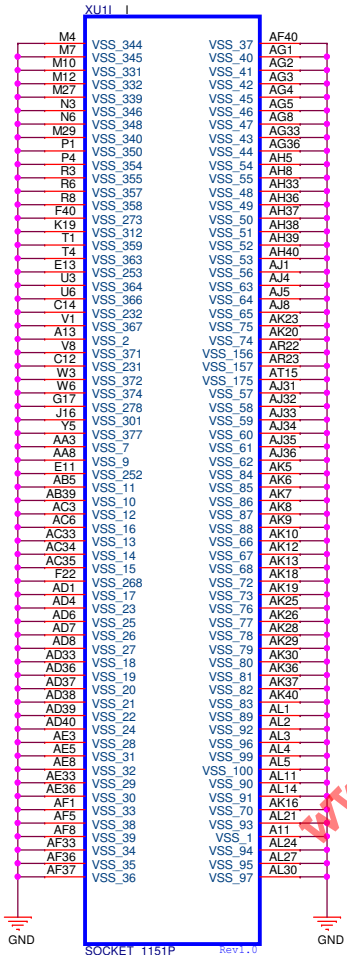 XU1I I
M4 VSS_344 VSS_37 AF40
M7 VSS_345 VSS_40 AG1
M10 VSS_331 VSS_41 AG2
M12 VSS_332 VSS_42 AG3
M27 VSS_339 VSS_45 AG4
N3 VSS_346 VSS_46 AG5
N6 VSS_348 VSS_47 AG8
M29 VSS_340 VSS_43 AG33
P1 VSS_350 VSS_44 AG36
P4 VSS_354 VSS_54 AH5
R3 VSS_355 VSS_55 AH8
R6 VSS_357 VSS_48 AH33
R8 VSS_358 VSS_49 AH36
F40 VSS_273 VSS_50 AH37
K19 VSS_312 VSS_51 AH38
T1 VSS_359 VSS_52 AH39
T4 VSS_363 VSS_53 AH40
E13 VSS_253 VSS_56 AJ1
U3 VSS_364 VSS_63 AJ4
U6 VSS_366 VSS_64 AJ5
C14 VSS_232 VSS_65 AJ8
V1 VSS_367 VSS_75 AK23
A13 VSS_2 VSS_74 AK20
V8 VSS_371 VSS_156 AR22
C12 VSS_231 VSS_157 AR23
W3 VSS_372 VSS_175 AT15
W6 VSS_374 VSS_57 AJ31
G17 VSS_278 VSS_58 AJ32
J16 VSS_301 VSS_59 AJ33
Y5 VSS_377 VSS_60 AJ34
AA3 VSS_7 VSS_61 AJ35
AA8 VSS_9 VSS_62 AJ36
E11 VSS_252 VSS_84 AK5
AB5 VSS_11 VSS_85 AK6
AB39 VSS_10 VSS_86 AK7
AC3 VSS_12 VSS_87 AK8
AC6 VSS_16 VSS_88 AK9
AC33 VSS_13 VSS_66 AK10
AC34 VSS_14 VSS_67 AK12
AC35 VSS_15 VSS_68 AK13
F22 VSS_268 VSS_72 AK18
AD1 VSS_17 VSS_73 AK19
AD4 VSS_23 VSS_76 AK25
AD6 VSS_25 VSS_77 AK26
AD7 VSS_26 VSS_78 AK28
AD8 VSS_27 VSS_79 AK29
AD33 VSS_18 VSS_80 AK30
AD36 VSS_19 VSS_81 AK36
AD37 VSS_20 VSS_82 AK37
AD38 VSS_21 VSS_83 AK40
AD39 VSS_22 VSS_89 AL1
AD40 VSS_24 VSS_92 AL2
AE3 VSS_28 VSS_96 AL3
AE5 VSS_31 VSS_99 AL4
AE8 VSS_32 VSS_100 AL5
AE33 VSS_29 VSS_90 AL11
AE36 VSS_30 VSS_91 AL14
AF1 VSS_33 VSS_70 AK16
AF5 VSS_38 VSS_93 AL21
AF8 VSS_39 VSS_1 A11
AF33 VSS_34 VSS_94 AL24
AF36 VSS_35 VSS_95 AL27
AF37 VSS_36 VSS_97 AL30
GND GND
SOCKET_1151P Rev1.0